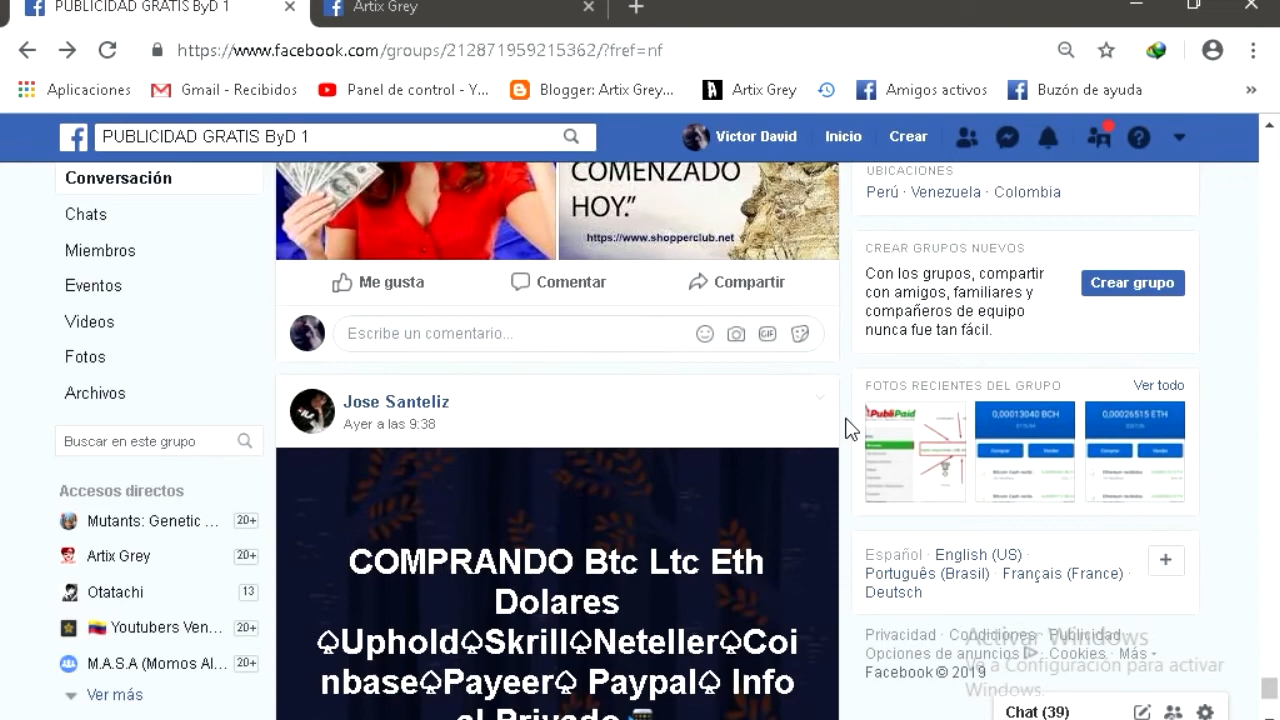 PUBLICIDAD GRATIS ByD 1
Artix Grey
https://www.facebook.com/groups/212871959215362/?fref=nf
Aplicaciones
Gmail - Recibidos
Panel de control - Y...
Blogger: Artix Grey...
Artix Grey
Amigos activos
Buzón de ayuda
PUBLICIDAD GRATIS ByD 1
Victor David
Inicio
Crear
Conversación
Chats
Miembros
Eventos
Videos
Fotos
Archivos
Buscar en este grupo
Accesos directos
Mutants: Genetic ... 20+
Artix Grey 20+
Otatachi 13
Youtubers Ven... 20+
M.A.S.A (Momos Al... 20+
Ver más
COMENZADO
HOY."
https://www.shopperclub.net
Me gusta
Comentar
Compartir
Escribe un comentario...
GIF
Jose Santeliz
Ayer a las 9:38
COMPRANDO Btc Ltc Eth
Dolares
♤Uphold♤Skrill♤Neteller♤Coi
nbase♤Payeer♤ Paypal♤ Info
al Privado
UBICACIONES
Perú · Venezuela · Colombia
CREAR GRUPOS NUEVOS
Con los grupos, compartir
con amigos, familiares y
compañeros de equipo
nunca fue tan fácil.
Crear grupo
FOTOS RECIENTES DEL GRUPO
Ver todo
PubliPaid
0,00013040 BCH
0,00026515 ETH
Español · English (US) ·
Português (Brasil) · Français (France) ·
Deutsch
Privacidad · Condiciones · Publicidad
Opciones de anuncios · Cookies · Más
Facebook © 2019
Activar Windows
Ve a Configuración para activar
Windows.
Chat (39)